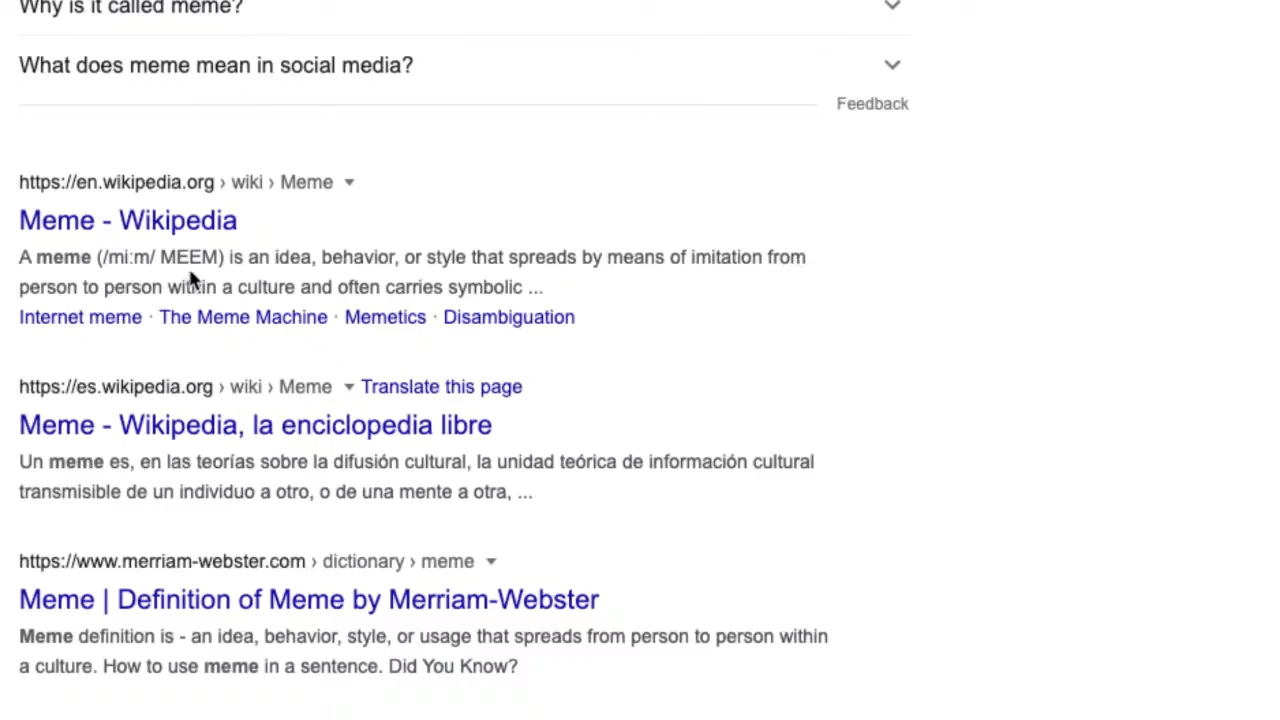 Why is it called meme?
What does meme mean in social media?
Feedback
https://en.wikipedia.org › wiki › Meme
Meme - Wikipedia
A meme (/miːm/ MEEM) is an idea, behavior, or style that spreads by means of imitation from
person to person within a culture and often carries symbolic ...
Internet meme · The Meme Machine · Memetics · Disambiguation
https://es.wikipedia.org › wiki › Meme Translate this page
Meme - Wikipedia, la enciclopedia libre
Un meme es, en las teorías sobre la difusión cultural, la unidad teórica de información cultural
transmisible de un individuo a otro, o de una mente a otra, ...
https://www.merriam-webster.com › dictionary › meme
Meme | Definition of Meme by Merriam-Webster
Meme definition is - an idea, behavior, style, or usage that spreads from person to person within
a culture. How to use meme in a sentence. Did You Know?